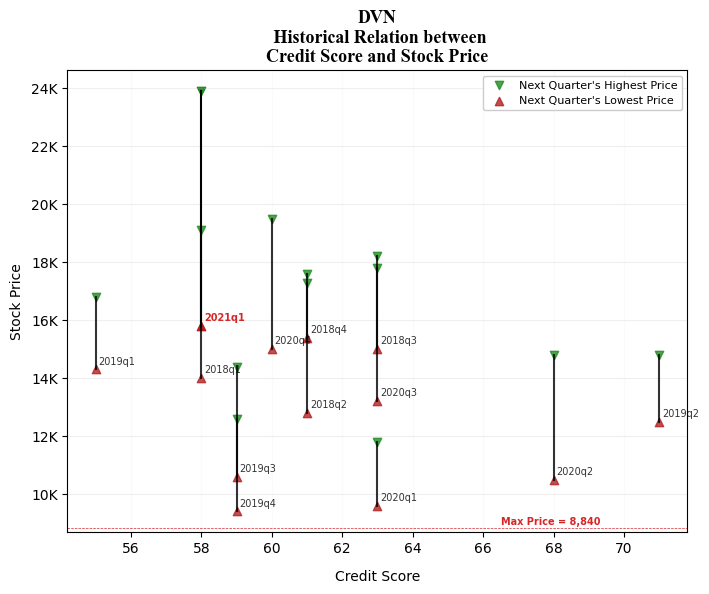 DVN
Historical Relation between
Credit Score and Stock Price
Next Quarter's Highest Price
Next Quarter's Lowest Price
24K
22K
20K
18K
16K
14K
12K
10K
Stock Price
2021q1
2018q4
2018q3
2019q1
2018q1
2020q3
2018q2
2019q2
2019q3
2020q2
2019q4
2020q1
Max Price = 8,840
56
58
60
62
64
66
68
70
Credit Score